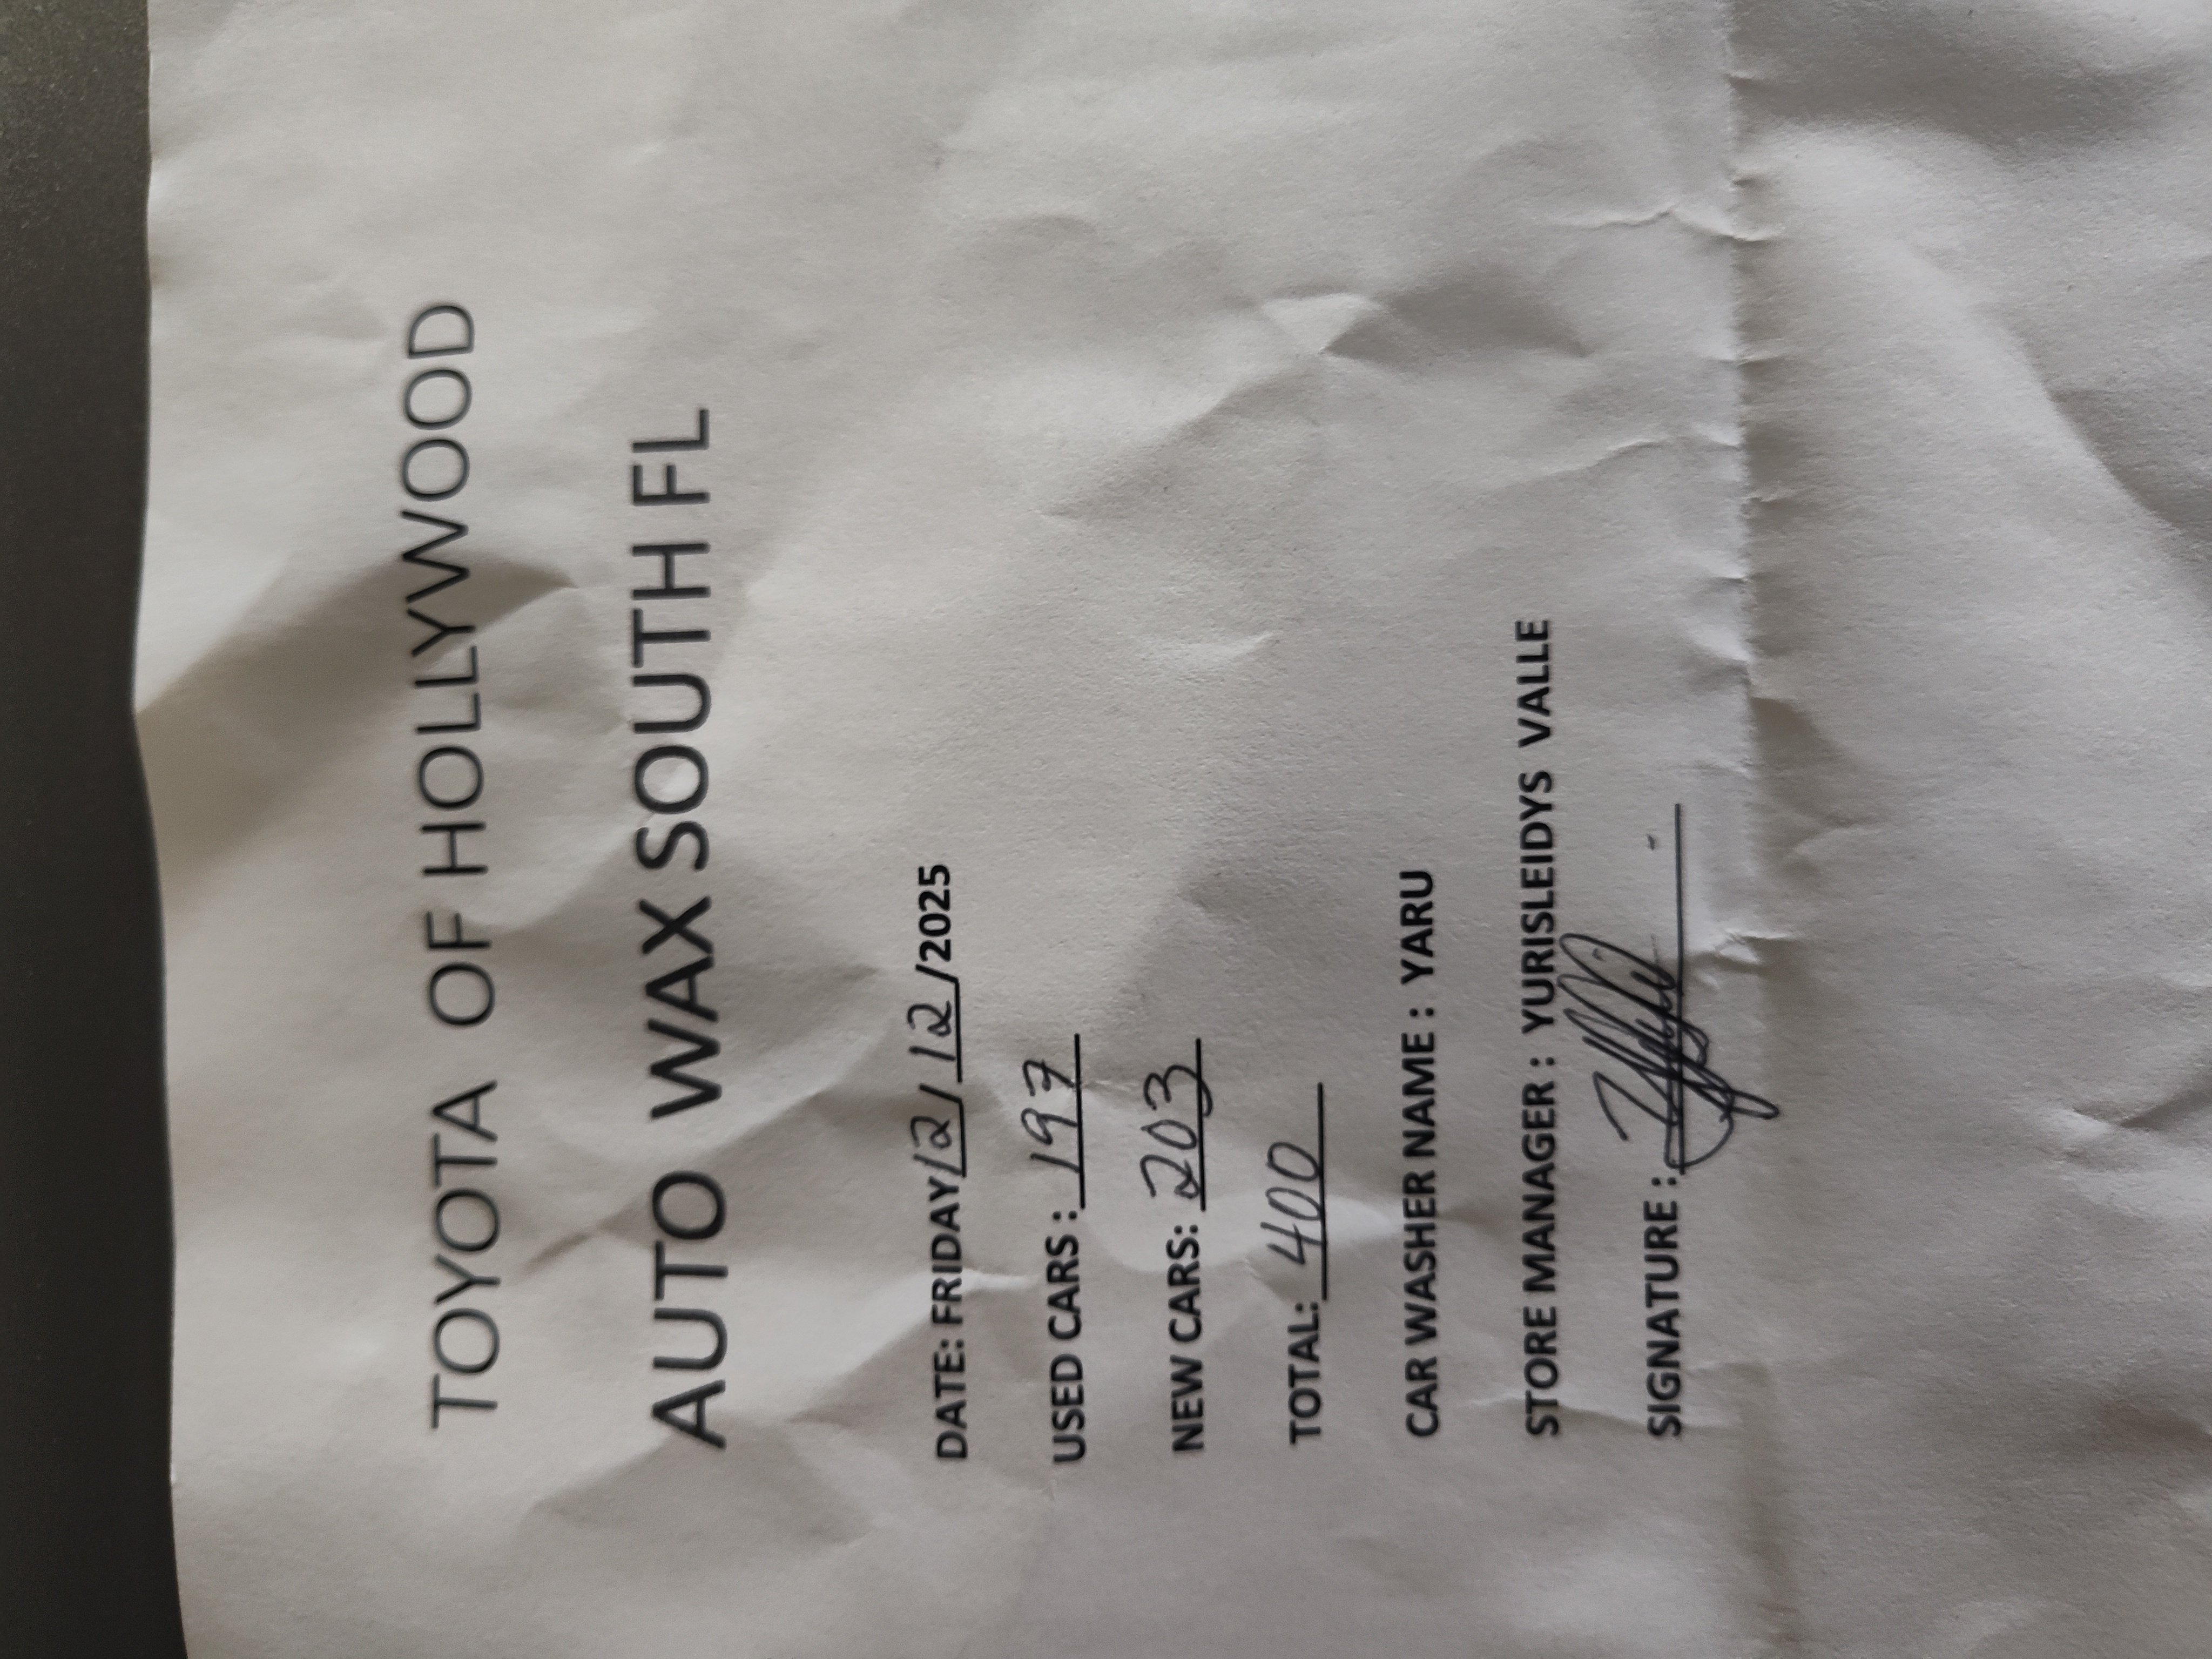 TOYOTA OF HOLLYWOOD
AUTO WAX SOUTH FL
DATE: FRIDAY 12/12/2025
USED CARS: 197
NEW CARS: 203
TOTAL: 400
CAR WASHER NAME: YARU
STORE MANAGER: YURISLEIDYS VALLE
SIGNATURE: